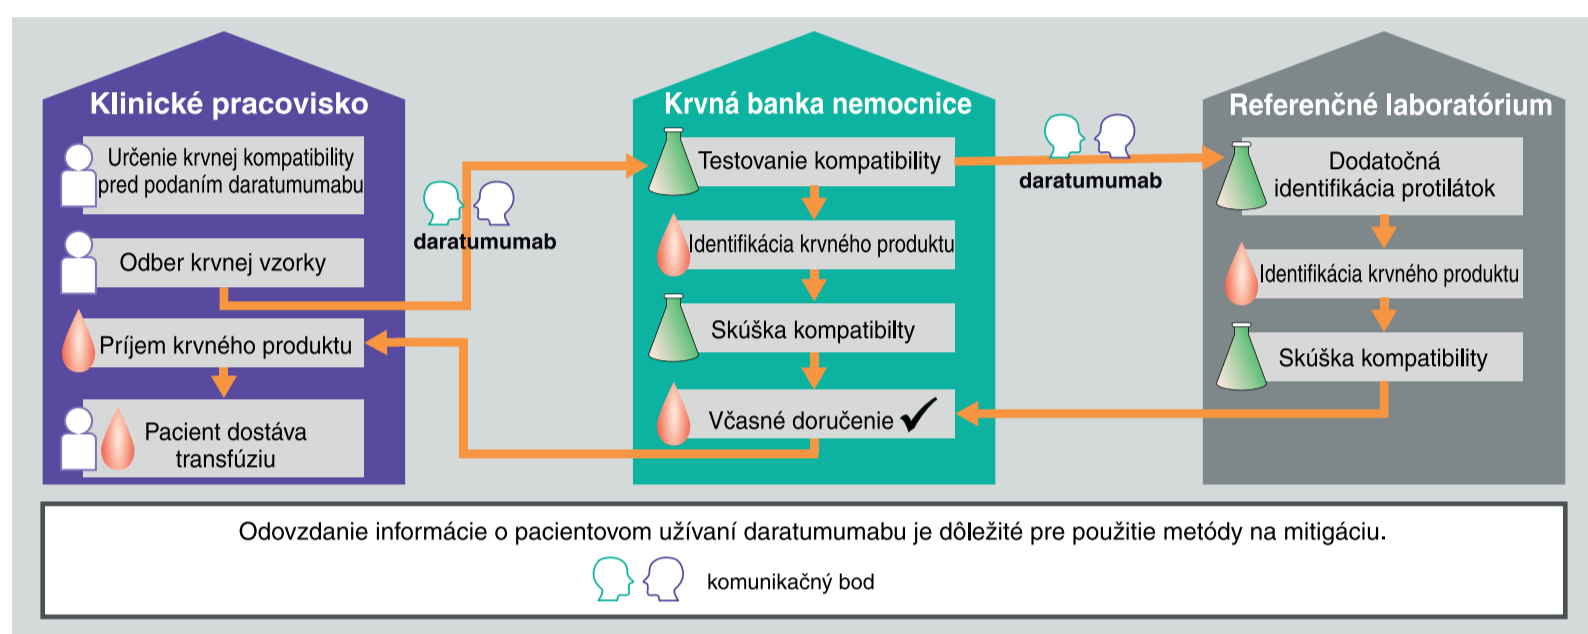 Klinické pracovisko
Určenie krvnej kompatibility
pred podaním daratumumabu
Odber krvnej vzorky
Príjem krvného produktu
Pacient dostáva
transfúziu
daratumumab
Krvná banka nemocnice
Testovanie kompatibility
Identifikácia krvného produktu
Skúška kompatibilty
Včasné doručenie
daratumumab
Referenčné laboratórium
Dodatočná
identifikácia protilátok
Identifikácia krvného produktu
Skúška kompatibility
Odovzdanie informácie o pacientovom užívaní daratumumabu je dôležité pre použitie metódy na mitigáciu.
komunikačný bod